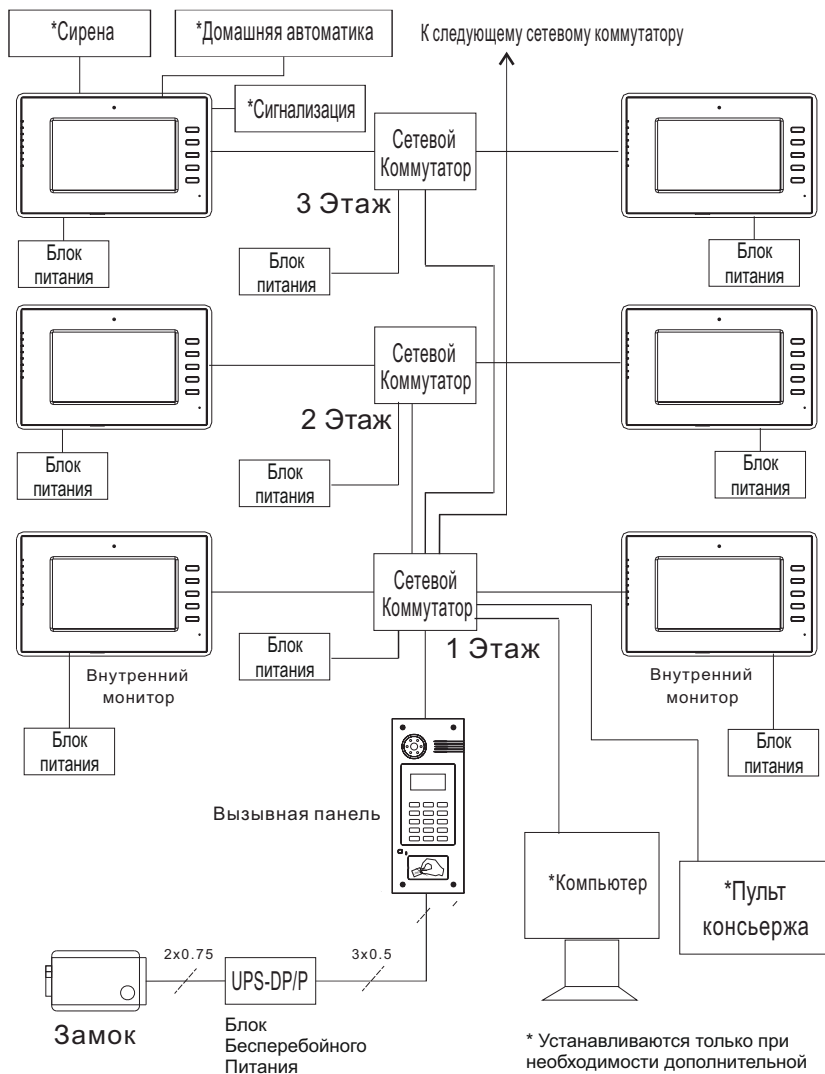 *Сирена
*Домашняя автоматика
К следующему сетевому коммутатору
*Сигнализация
Сетевой
Коммутатор
3 Этаж
Блок
питания
Блок
питания
Блок
питания
Сетевой
Коммутатор
2 Этаж
Блок
питания
Блок
питания
Блок
питания
Сетевой
Коммутатор
1 Этаж
Блок
питания
Внутренний
монитор
Внутренний
монитор
Блок
питания
Блок
питания
Вызывная панель
*Компьютер
*Пульт
консьержа
2x0.75
UPS-DP/P
3x0.5
Замок
Блок
Бесперебойного
Питания
* Устанавливаются только при
необходимости дополнительной